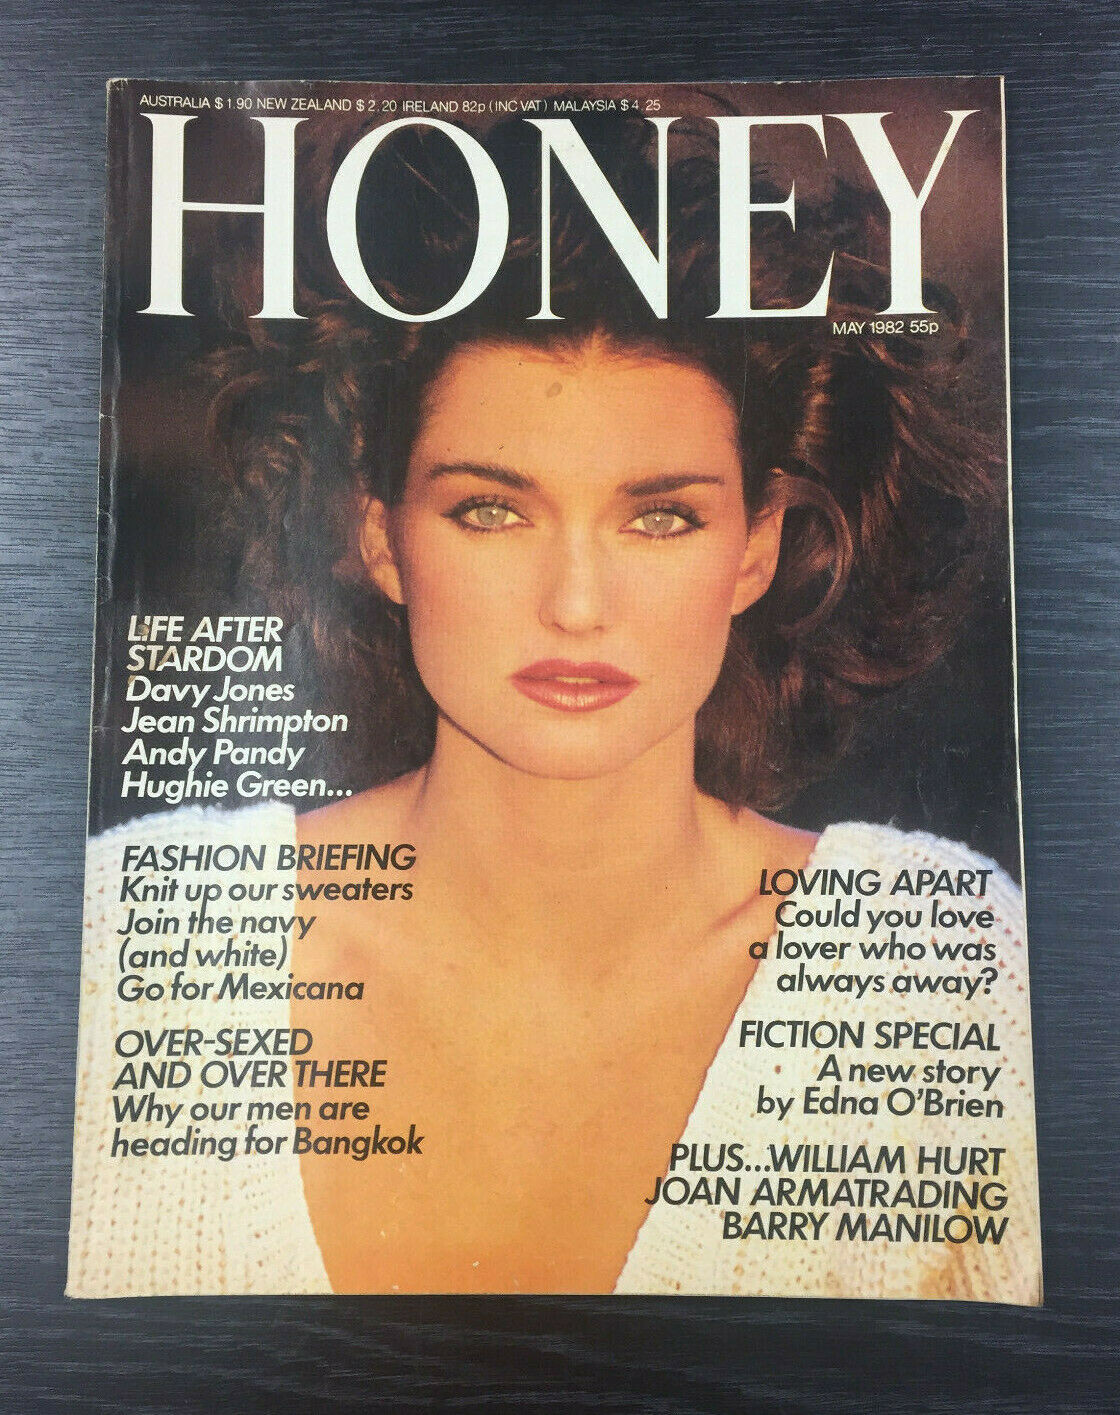 AUSTRALIA $1.90 NEW ZEALAND $2.20 IRELAND 82p (INC VAT) MALAYSIA $4.25
HONEY
MAY 1982 55p
LIFE AFTER
STARDOM
Davy Jones
Jean Shrimpton
Andy Pandy
Hughie Green...
FASHION BRIEFING
Knit up our sweaters
Join the navy
(and white)
Go for Mexicana
OVER-SEXED
AND OVER THERE
Why our men are
heading for Bangkok
LOVING APART
Could you love
a lover who was
always away?
FICTION SPECIAL
A new story
by Edna O'Brien
PLUS...WILLIAM HURT
JOAN ARMATRADING
BARRY MANILOW